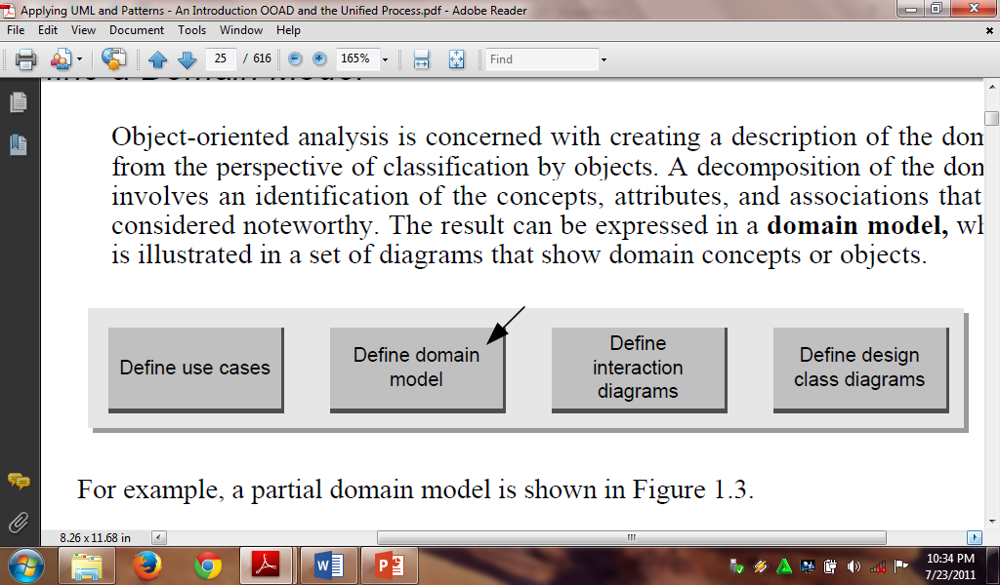 Applying UML and Patterns - An Introduction OOAD and the Unified Process.pdf - Adobe Reader
File Edit View Document Tools Window Help
25 / 616 165% Find
Object-oriented analysis is concerned with creating a description of the dom
from the perspective of classification by objects. A decomposition of the dom
involves an identification of the concepts, attributes, and associations that
considered noteworthy. The result can be expressed in a domain model, wh
is illustrated in a set of diagrams that show domain concepts or objects.
Define use cases
Define domain
model
Define
interaction
diagrams
Define design
class diagrams
For example, a partial domain model is shown in Figure 1.3.
8.26 x 11.68 in
10:34 PM
7/23/2011